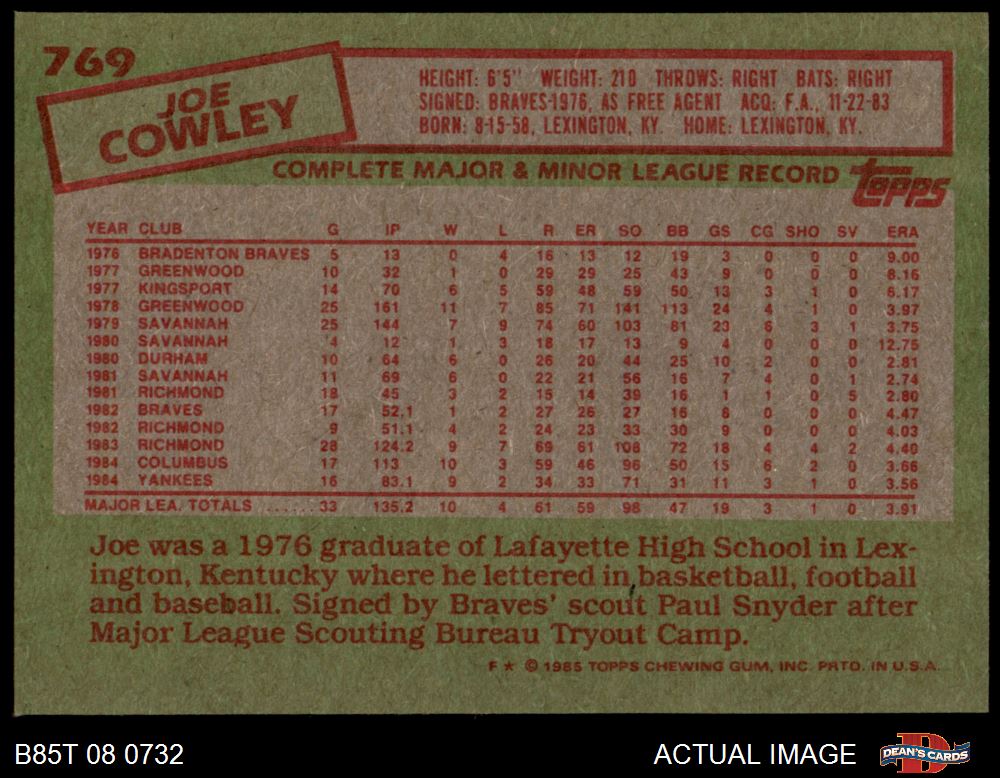 769
JOE
COWLEY
HEIGHT: 6'5" WEIGHT: 210 THROWS: RIGHT BATS: RIGHT
SIGNED: BRAVES-1976, AS FREE AGENT ACQ: F.A., 11-22-83
BORN: 8-15-58, LEXINGTON, KY. HOME: LEXINGTON, KY.
COMPLETE MAJOR & MINOR LEAGUE RECORD topps
YEAR CLUB G IP W L R ER SO BB GS CG SHO SV ERA
1976 BRADENTON BRAVES 5 13 0 4 16 13 12 19 3 0 0 0 9.00
1977 GREENWOOD 10 32 1 0 29 29 25 43 9 0 0 0 8.16
1977 KINGSPORT 14 70 6 5 59 48 59 50 13 3 1 0 6.17
1978 GREENWOOD 25 161 11 7 85 71 141 113 24 4 1 0 3.97
1979 SAVANNAH 25 144 7 9 74 60 103 81 23 6 3 1 3.75
1980 SAVANNAH 4 12 1 3 18 17 13 9 4 0 0 0 12.75
1980 DURHAM 10 64 6 0 26 20 44 25 10 2 0 0 2.81
1981 SAVANNAH 11 69 6 0 22 21 56 16 7 4 0 1 2.74
1981 RICHMOND 18 45 3 2 15 14 39 16 1 1 0 5 2.80
1982 BRAVES 17 52.1 1 2 27 26 27 16 8 0 0 0 4.47
1982 RICHMOND 9 51.1 4 2 24 23 33 30 9 0 0 0 4.03
1983 RICHMOND 28 124.2 9 7 69 61 108 72 18 4 4 2 4.40
1984 COLUMBUS 17 113 10 3 59 46 96 50 15 6 2 0 3.66
1984 YANKEES 16 83.1 9 2 34 33 71 31 11 3 1 0 3.56
MAJOR LEA. TOTALS ....... 33 135.2 10 4 61 59 98 47 19 3 1 0 3.91
Joe was a 1976 graduate of Lafayette High School in Lex-
ington, Kentucky where he lettered in basketball, football
and baseball. Signed by Braves' scout Paul Snyder after
Major League Scouting Bureau Tryout Camp.
F ★ © 1985 TOPPS CHEWING GUM, INC. PRTD. IN U.S.A.
B85T 08 0732 ACTUAL IMAGE D DEAN'S CARDS